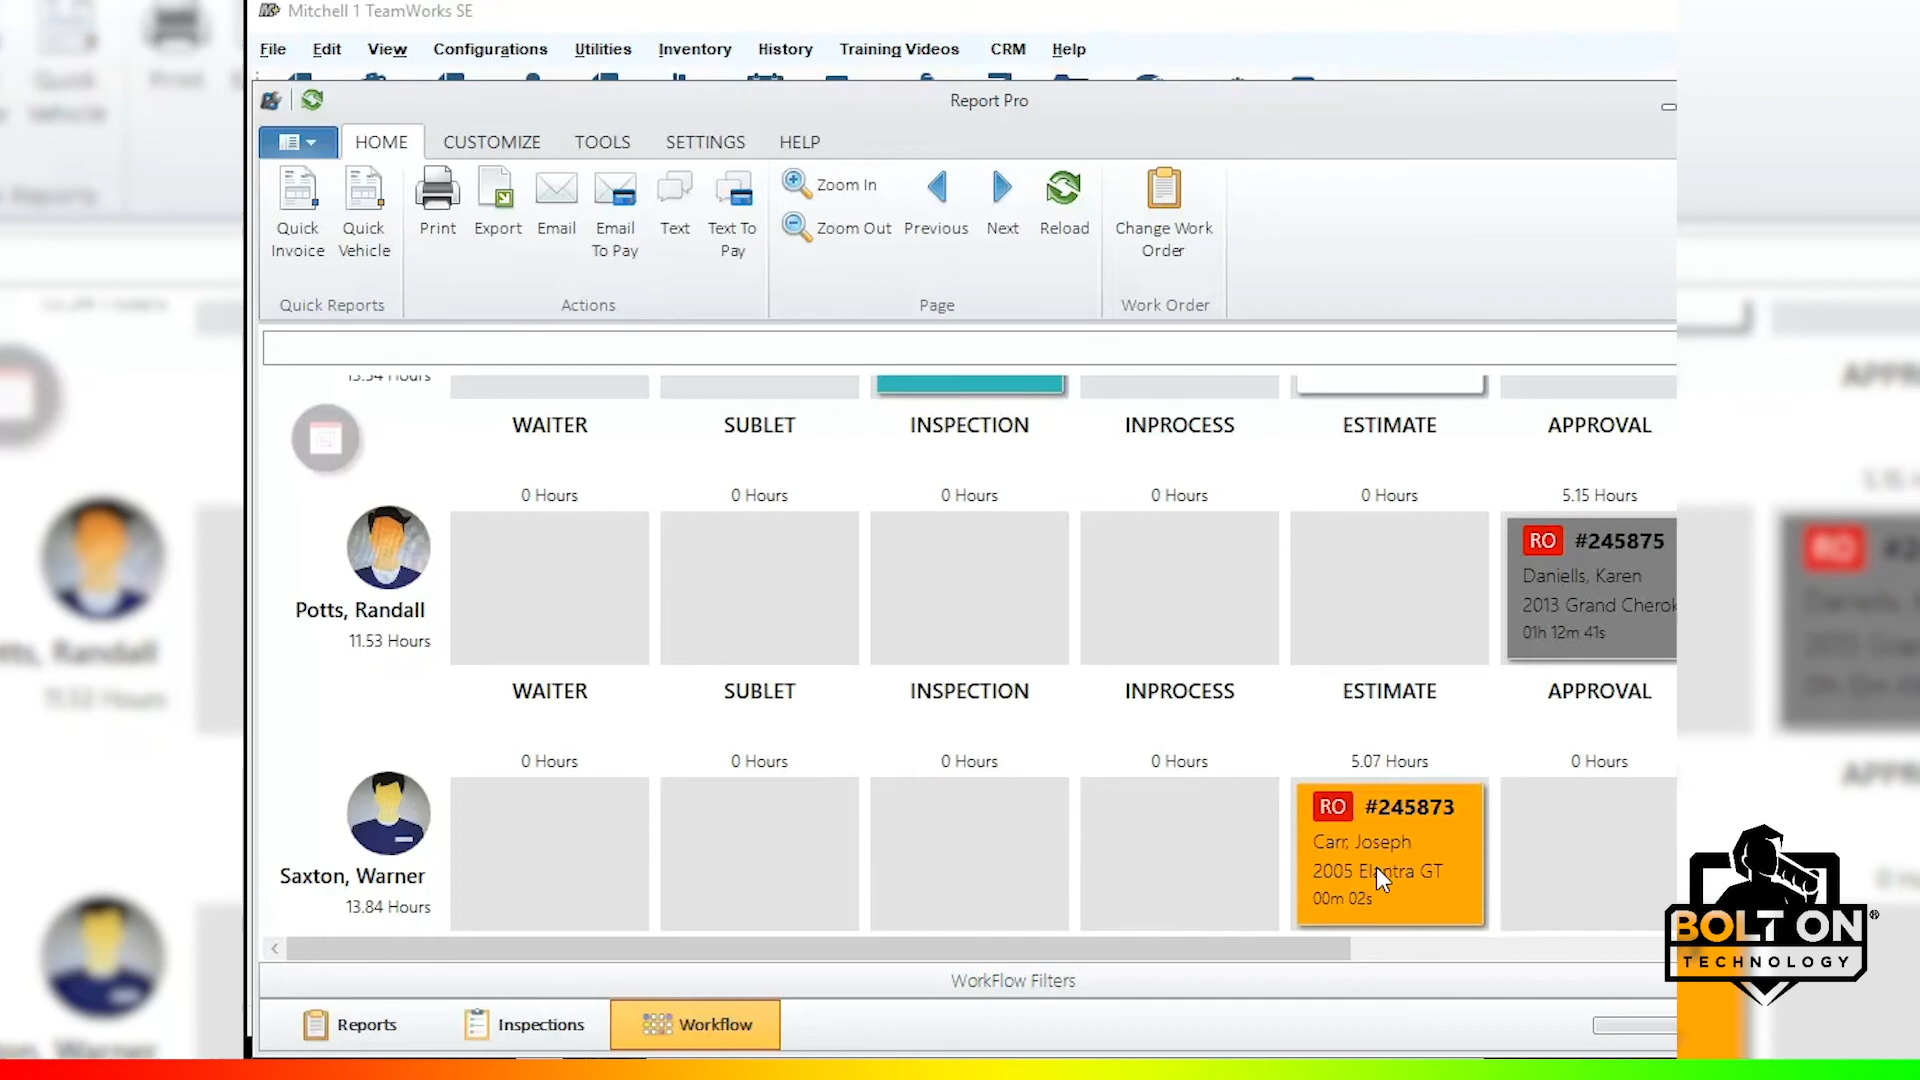 Mitchell 1 TeamWorks SE
File Edit View Configurations Utilities Inventory History Training Videos CRM Help
Report Pro
HOME CUSTOMIZE TOOLS SETTINGS HELP
Quick Invoice
Quick Vehicle
Print
Export
Email
Email To Pay
Text
Text To Pay
Zoom In
Zoom Out
Previous
Next
Reload
Change Work Order
Quick Reports
Actions
Page
Work Order
WAITER SUBLET INSPECTION INPROCESS ESTIMATE APPROVAL
0 Hours 0 Hours 0 Hours 0 Hours 0 Hours 5.15 Hours
Potts, Randall
11.53 Hours
RO #245875
Daniells, Karen
2013 Grand Cherok
01h 12m 41s
WAITER SUBLET INSPECTION INPROCESS ESTIMATE APPROVAL
0 Hours 0 Hours 0 Hours 0 Hours 5.07 Hours 0 Hours
Saxton, Warner
13.84 Hours
RO #245873
Carr, Joseph
2005 Elantra GT
00m 02s
WorkFlow Filters
Reports Inspections Workflow
BOLT ON®
TECHNOLOGY